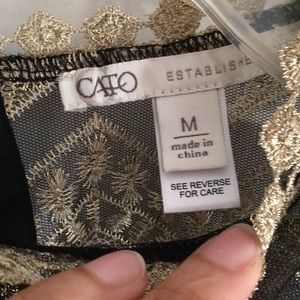 CATO
ESTABLISHE
M
made in
china
SEE REVERSE
FOR CARE